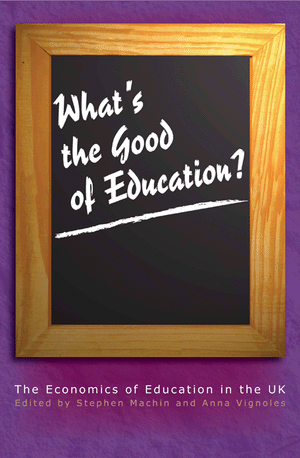 What's
the Good
of Education?
The Economics of Education in the UK
Edited by Stephen Machin and Anna Vignoles